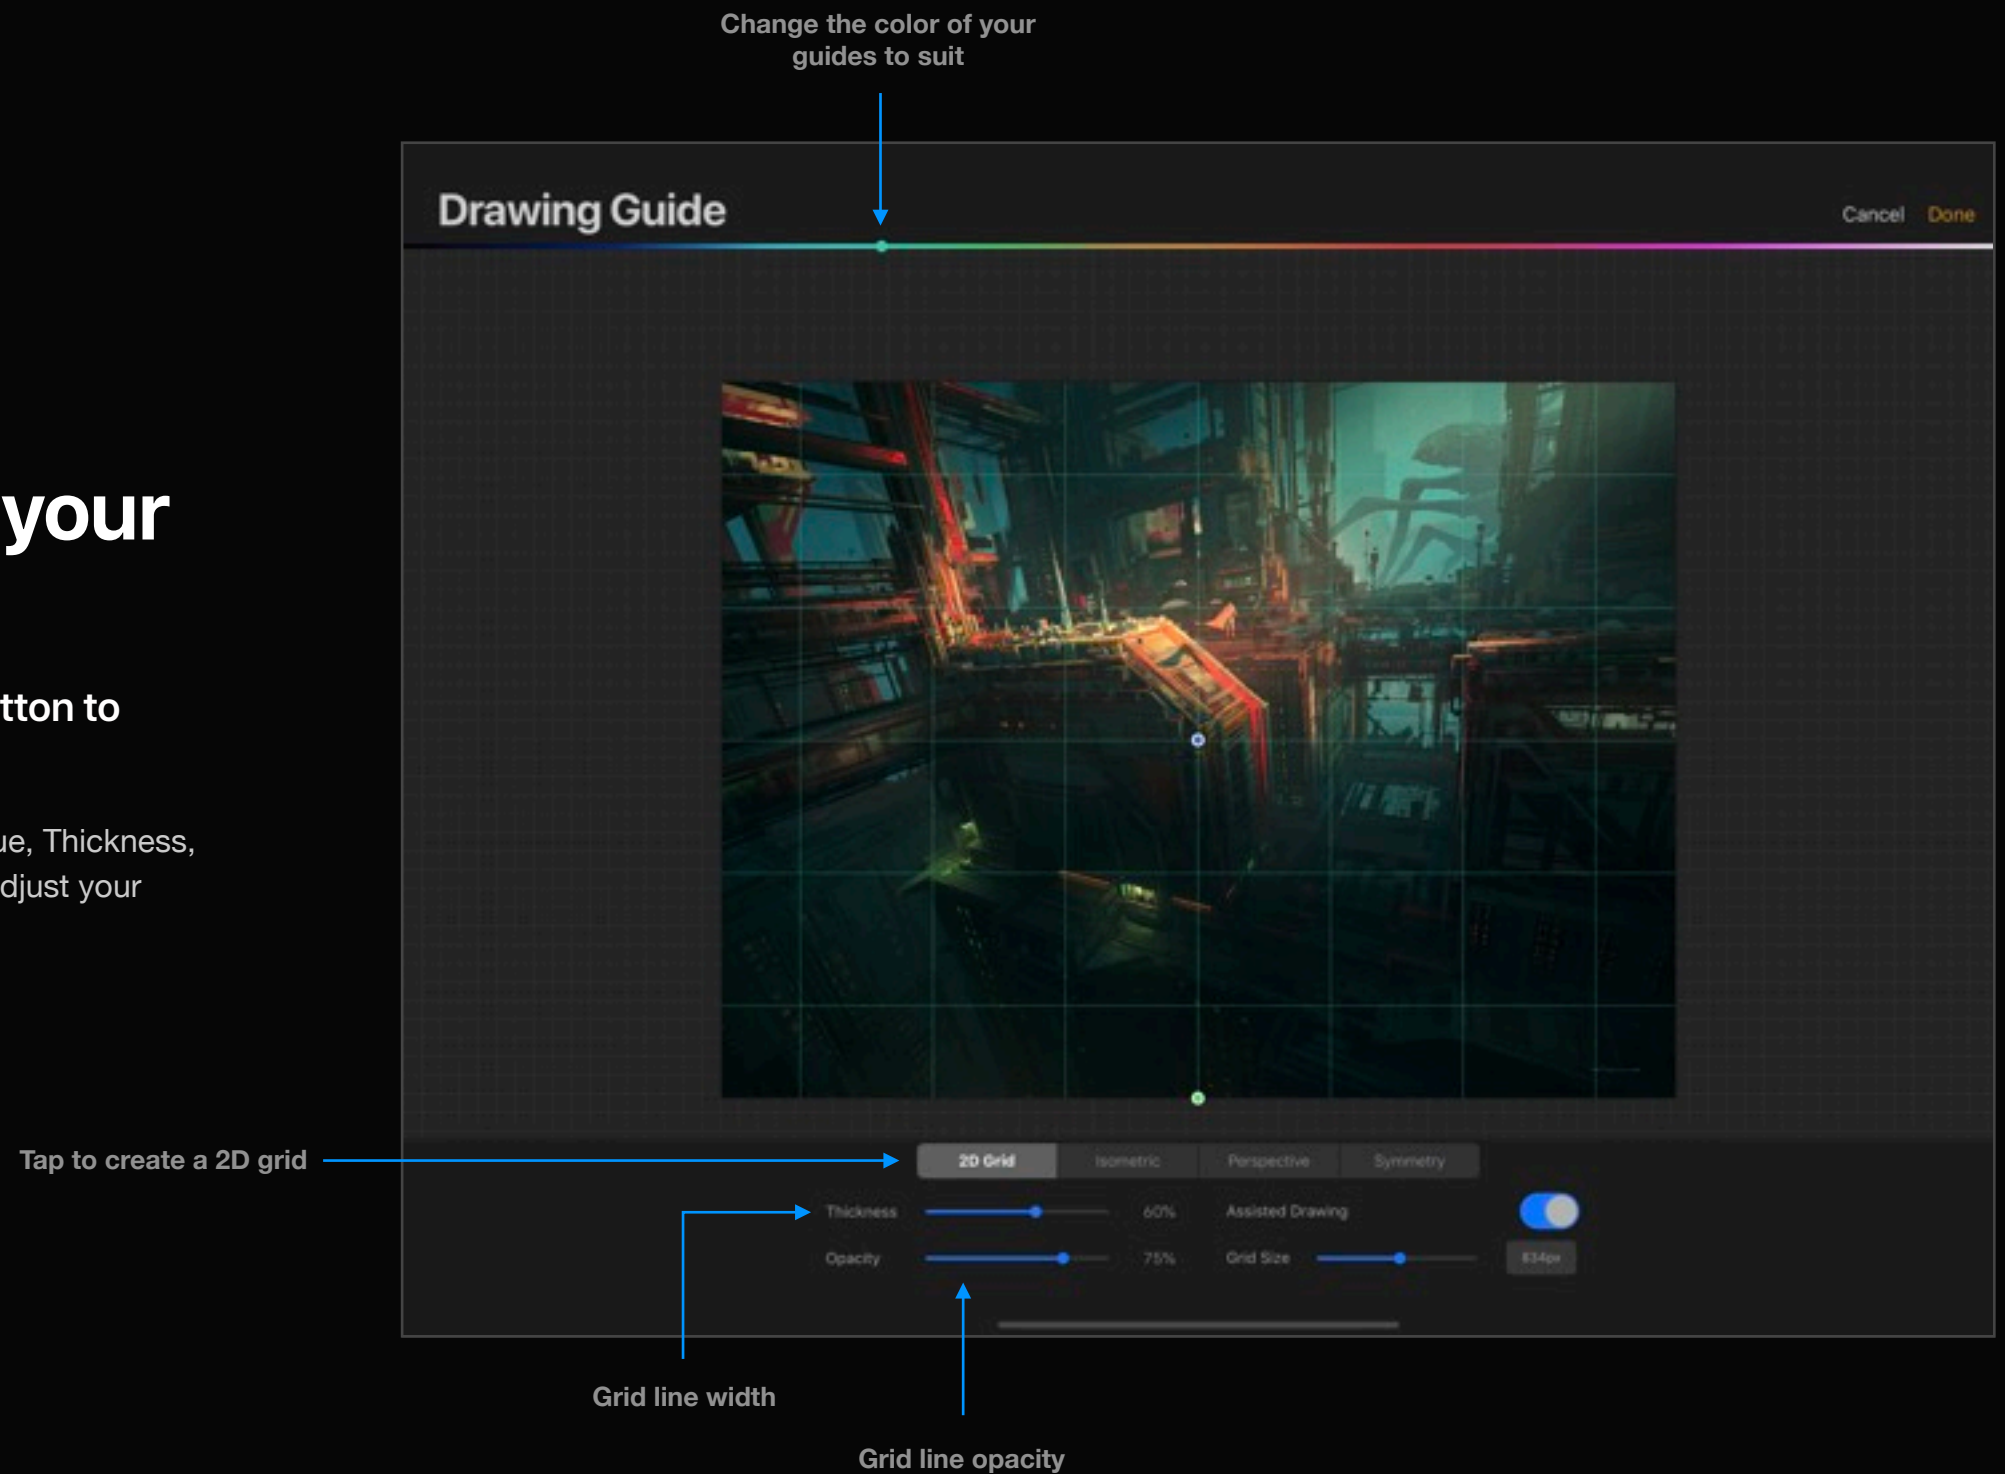 Change the color of your
guides to suit
Drawing Guide
Cancel Done
your
tton to
ue, Thickness,
djust your
Tap to create a 2D grid
2D Grid Isometric Perspective Symmetry
Thickness 60% Assisted Drawing
Opacity 75% Grid Size 634px
Grid line width
Grid line opacity